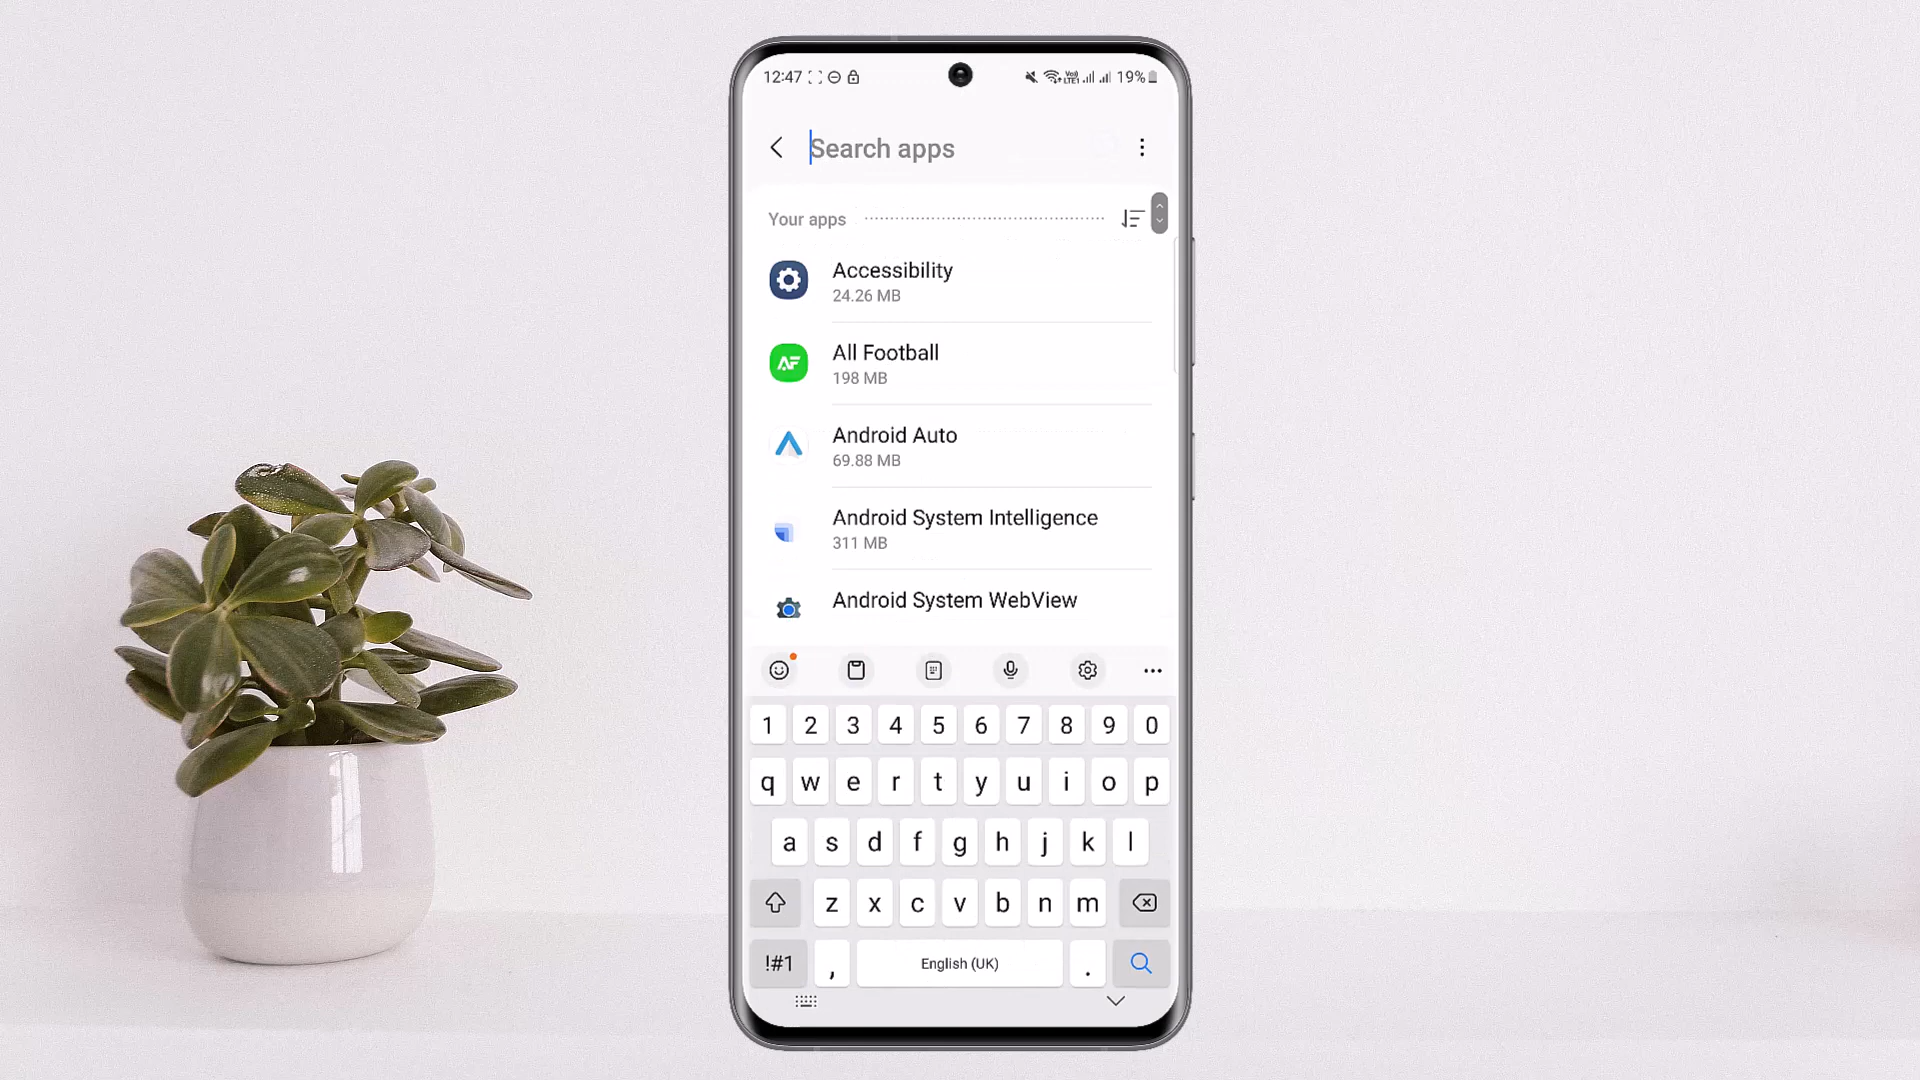 12:47 19%
Search apps
Your apps
Accessibility
24.26 MB
AF
All Football
198 MB
Android Auto
69.88 MB
Android System Intelligence
311 MB
Android System WebView
1 2 3 4 5 6 7 8 9 0
q w e r t y u i o p
a s d f g h j k l
z x c v b n m
!#1 , English (UK) .